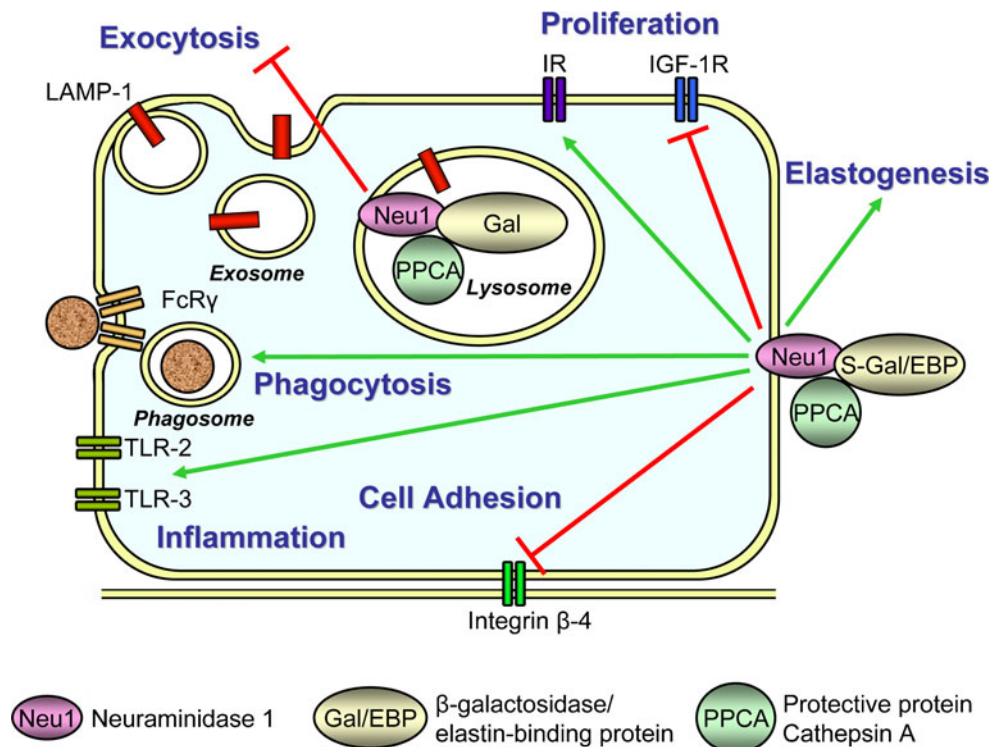 Exocytosis
Proliferation
LAMP-1
IR
IGF-1R
Elastogenesis
Neu1
Gal
PPCA
Lysosome
Exosome
FcRγ
Phagosome
Phagocytosis
Neu1
S-Gal/EBP
PPCA
TLR-2
TLR-3
Cell Adhesion
Inflammation
Integrin β-4
Neu1
Neuraminidase 1
Gal/EBP
β-galactosidase/
elastin-binding protein
PPCA
Protective protein
Cathepsin A